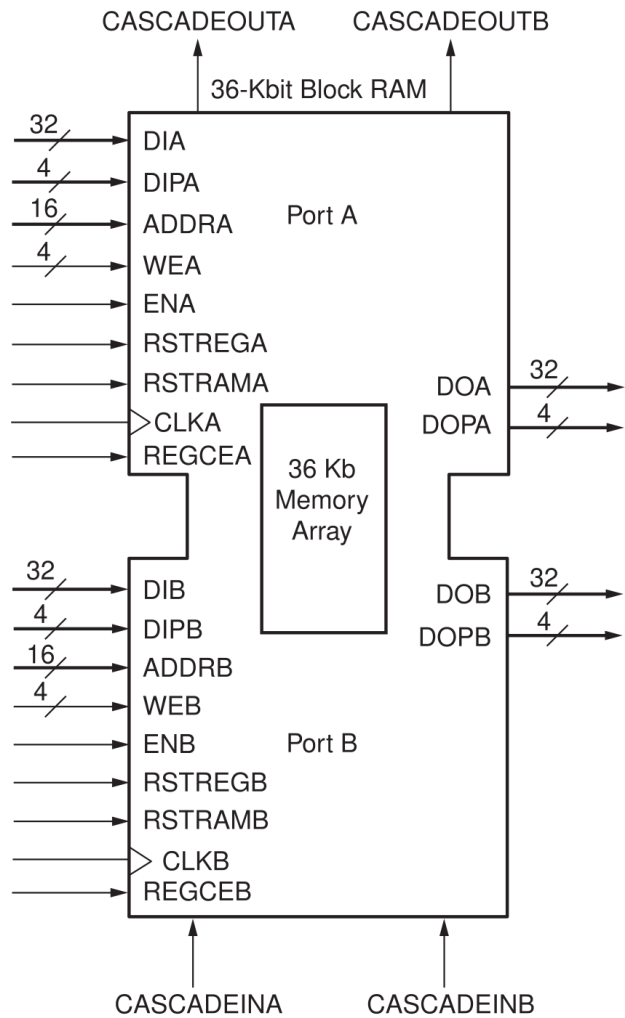 CASCADEOUTA CASCADEOUTB
36-Kbit Block RAM
32 DIA
4 DIPA
16 ADDRA
Port A
4 WEA
ENA
RSTREGA
RSTRAMA
DOA 32
CLKA
DOPA 4
REGCEA
36 Kb
Memory
Array
32 DIB
DOB 32
4 DIPB
DOPB 4
16 ADDRB
4 WEB
ENB
Port B
RSTREGB
RSTRAMB
CLKB
REGCEB
CASCADEINA CASCADEINB